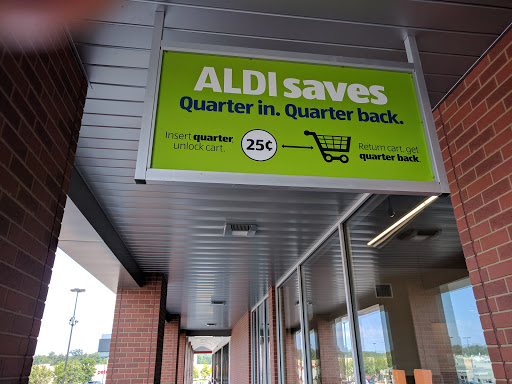 ALDI saves
Quarter in. Quarter back.
Insert quarter,
unlock cart.
25¢
Return cart, get
quarter back.